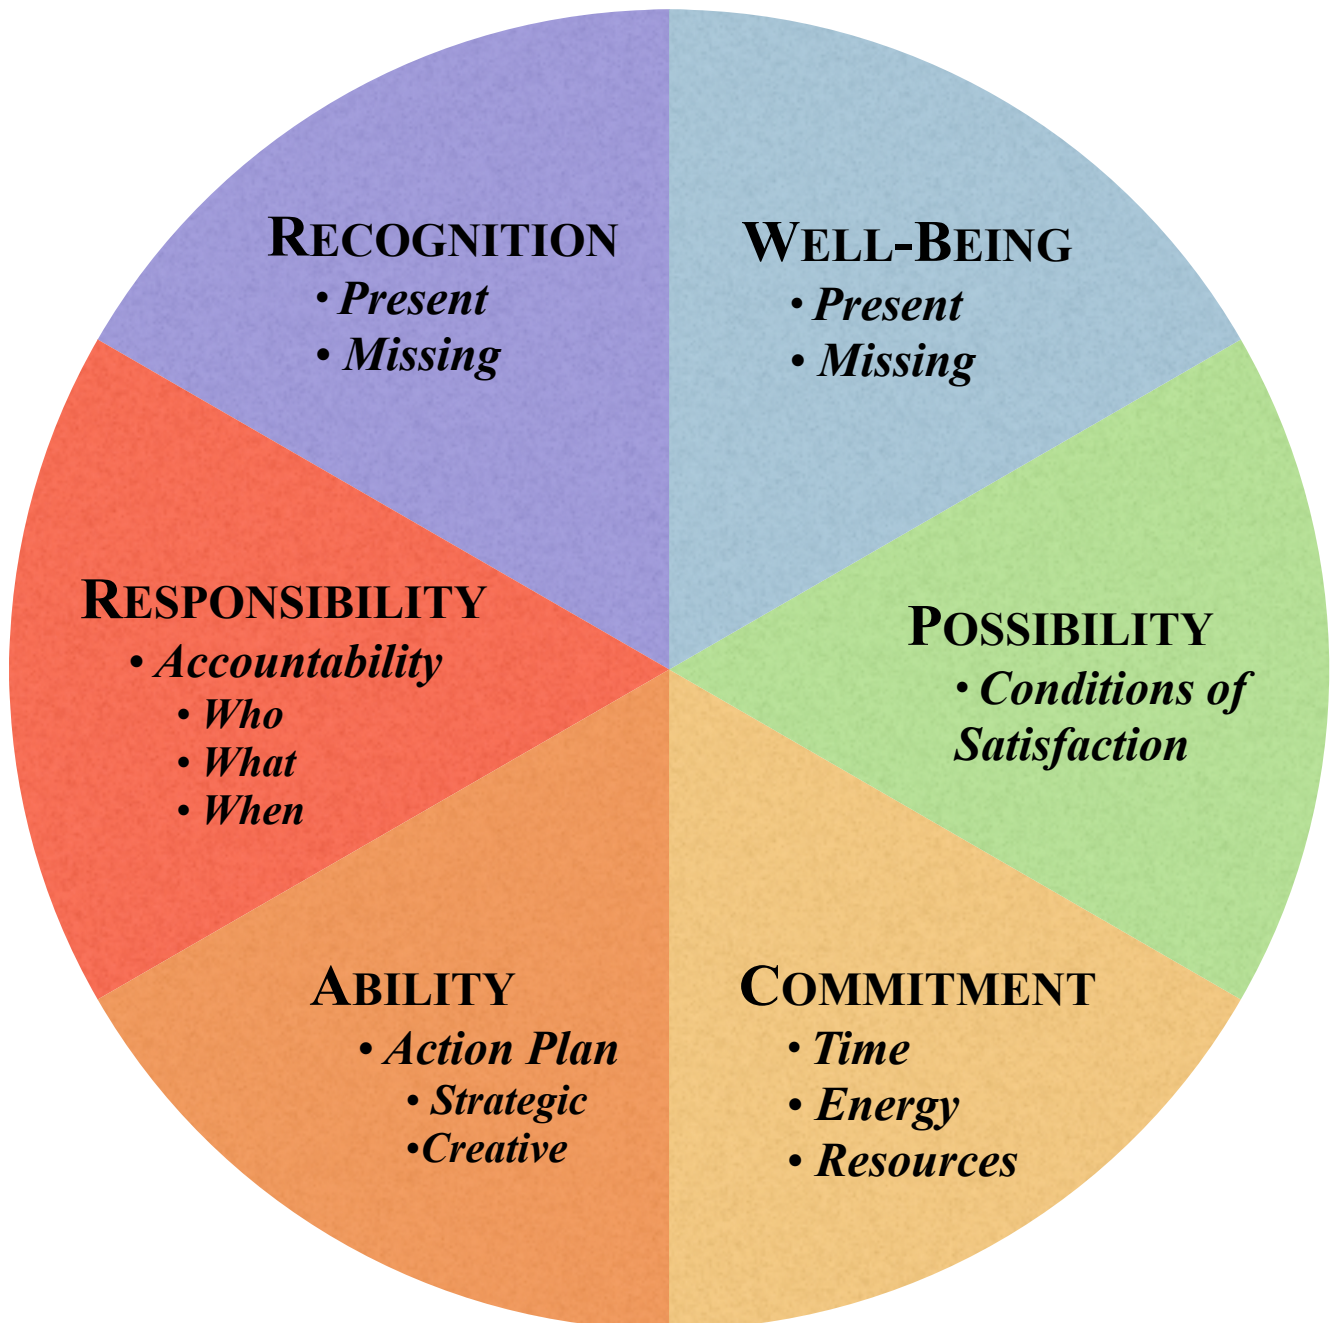 RECOGNITION
• Present
• Missing
WELL-BEING
• Present
• Missing
RESPONSIBILITY
• Accountability
• Who
• What
• When
POSSIBILITY
• Conditions of
Satisfaction
ABILITY
• Action Plan
• Strategic
•Creative
COMMITMENT
• Time
• Energy
• Resources